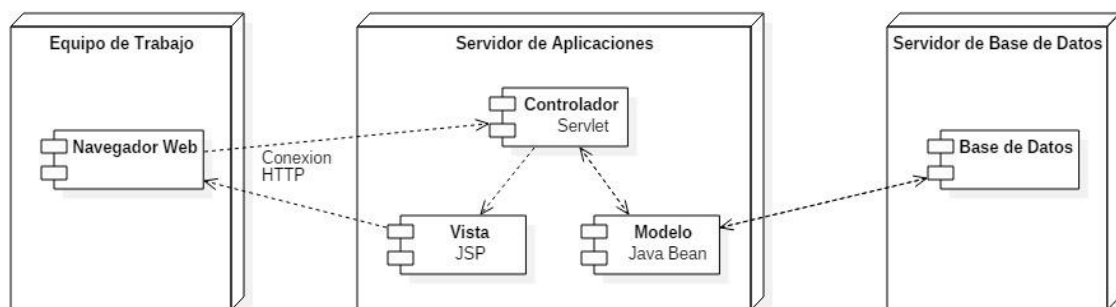 Equipo de Trabajo
Servidor de Aplicaciones
Servidor de Base de Datos
Controlador
Servlet
Navegador Web
Conexion
HTTP
Base de Datos
Vista
JSP
Modelo
Java Bean